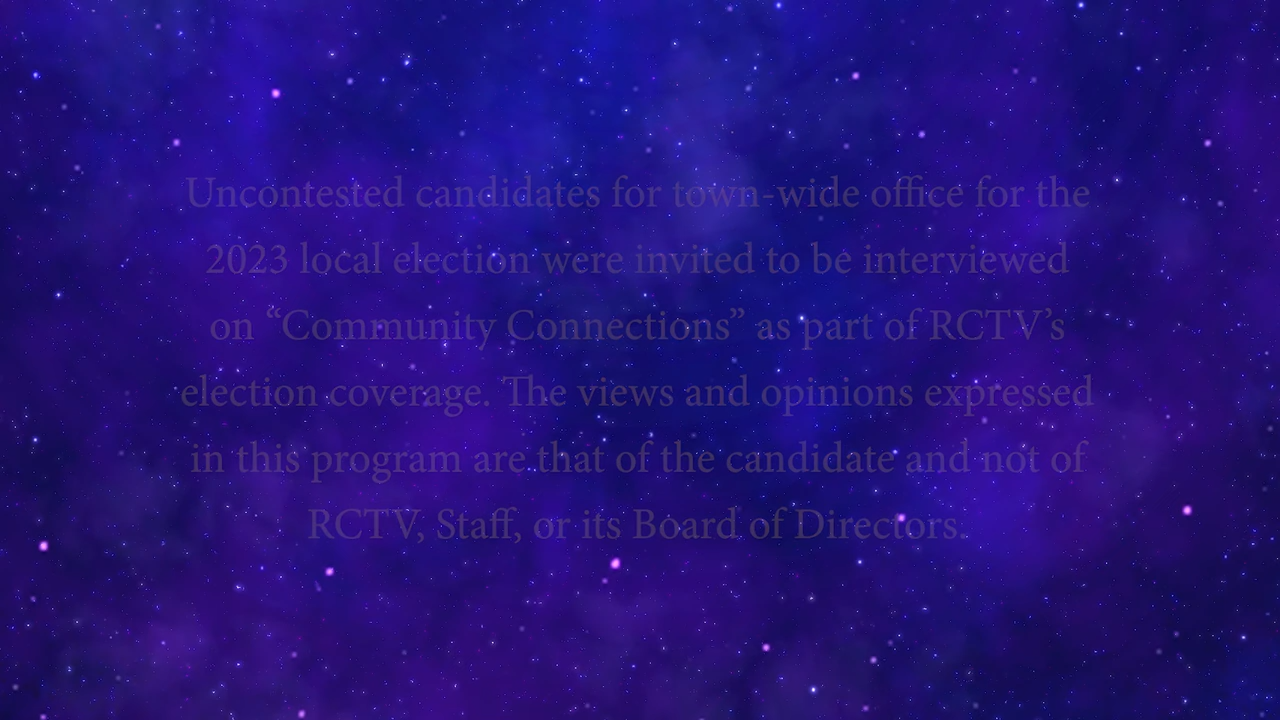 Uncontested candidates for town-wide office for the
2023 local election were invited to be interviewed
on “Community Connections” as part of RCTV’s
election coverage. The views and opinions expressed
in this program are that of the candidate and not of
RCTV, Staff, or its Board of Directors.